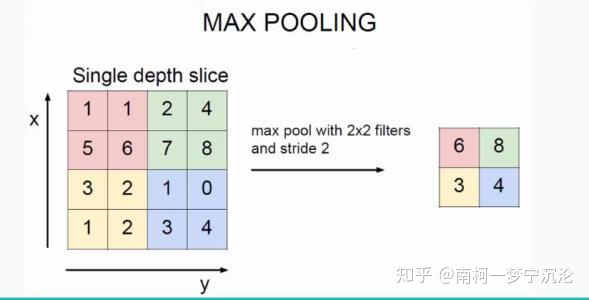 MAX POOLING
Single depth slice
x
1 1 2 4
5 6 7 8
3 2 1 0
1 2 3 4
y
max pool with 2x2 filters
and stride 2
6 8
3 4
知乎 @南柯一梦宁沉沦